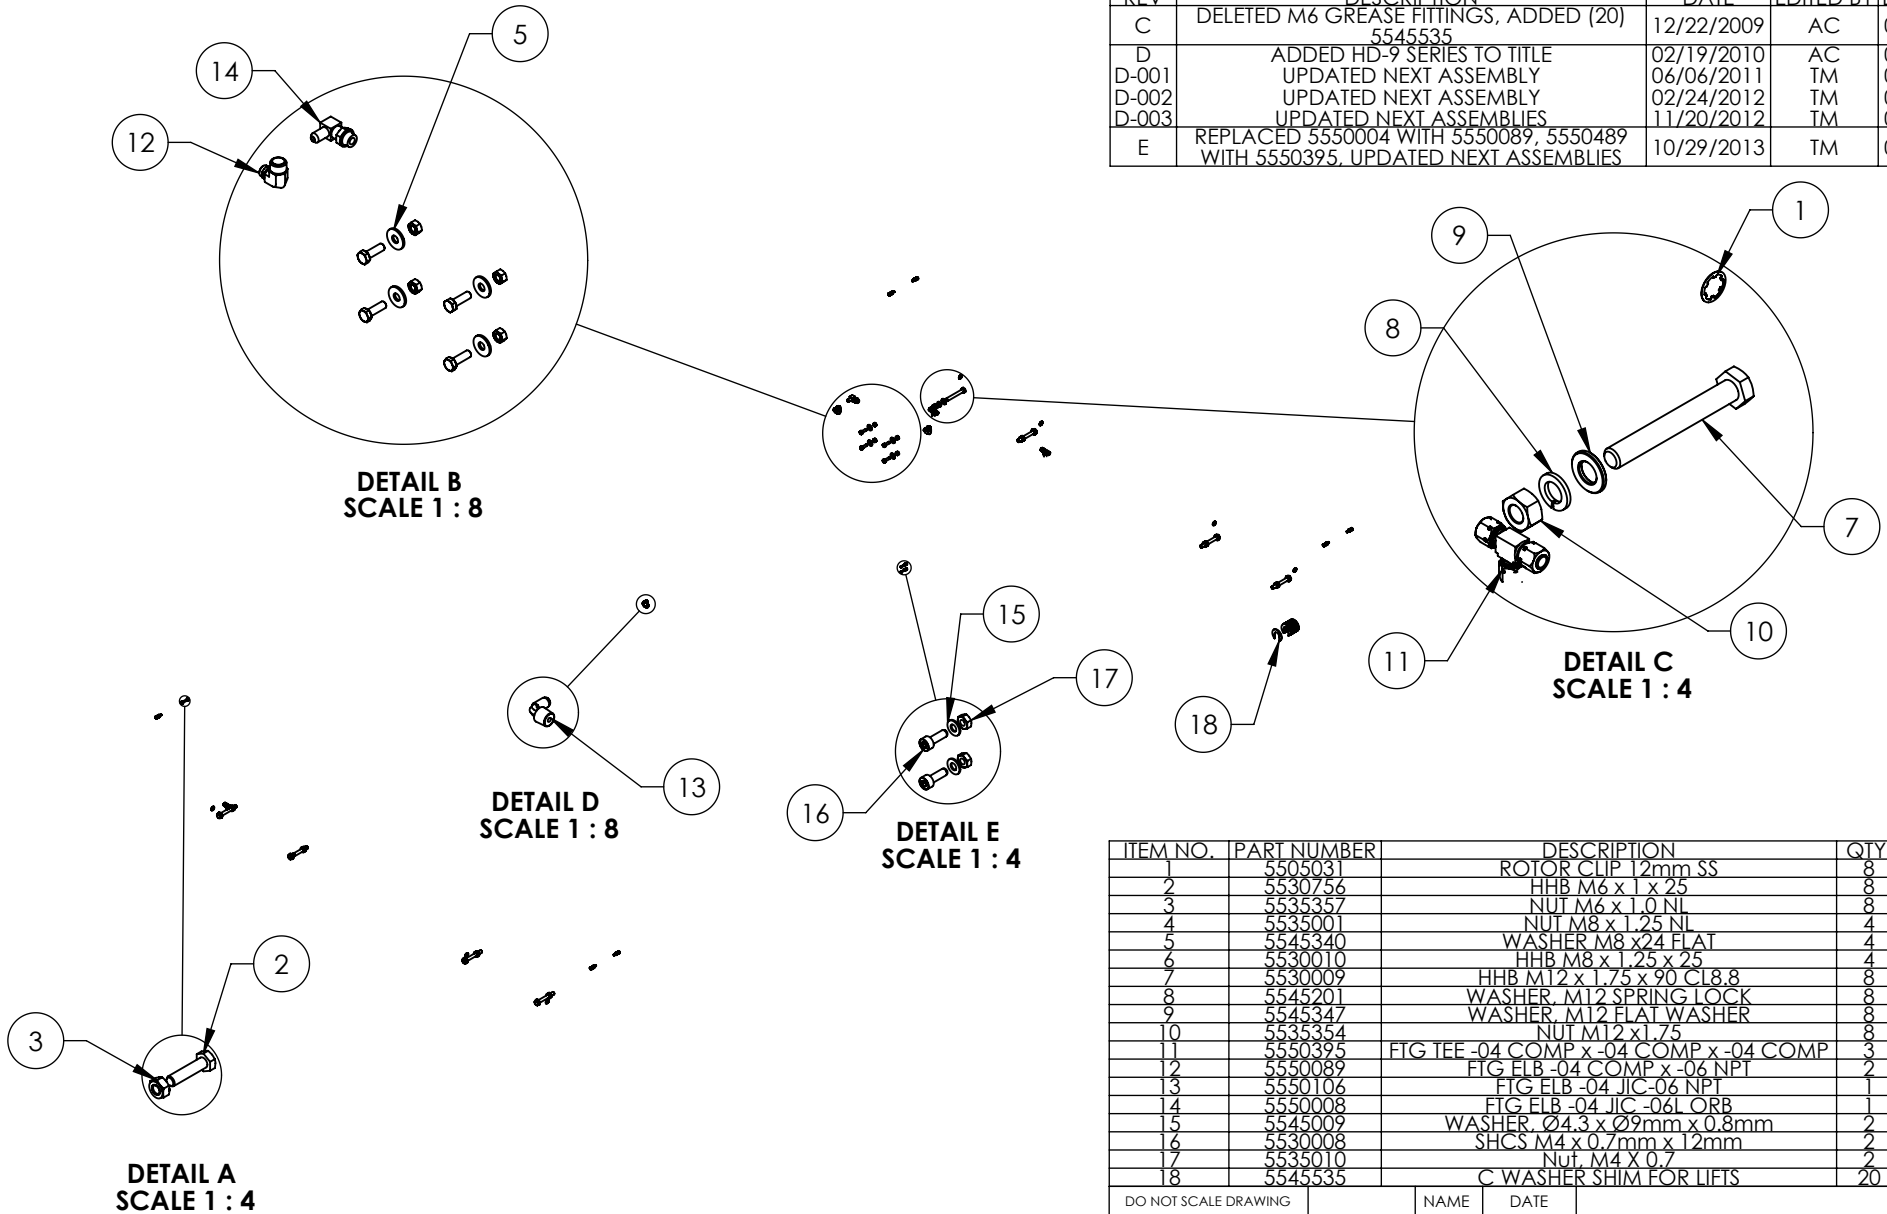 REV DESCRIPTION DATE EDITED BY
C DELETED M6 GREASE FITTINGS, ADDED (20) 5545535 12/22/2009 AC
D ADDED HD-9 SERIES TO TITLE 02/19/2010 AC
D-001 UPDATED NEXT ASSEMBLY 06/06/2011 TM
D-002 UPDATED NEXT ASSEMBLY 02/24/2012 TM
D-003 UPDATED NEXT ASSEMBLIES 11/20/2012 TM
E REPLACED 5550004 WITH 5550089, 5550489 WITH 5550395, UPDATED NEXT ASSEMBLIES 10/29/2013 TM
5
14
12
DETAIL B
SCALE 1 : 8
1
9
8
7
10
11
DETAIL C
SCALE 1 : 4
18
15
17
16
DETAIL E
SCALE 1 : 4
13
DETAIL D
SCALE 1 : 8
2
3
DETAIL A
SCALE 1 : 4
ITEM NO. PART NUMBER DESCRIPTION QTY
1 5505031 ROTOR CLIP 12mm SS 8
2 5530756 HHB M6 x 1 x 25 8
3 5535357 NUT M6 x 1.0 NL 8
4 5535001 NUT M8 x 1.25 NL 4
5 5545340 WASHER M8 x24 FLAT 4
6 5530010 HHB M8 x 1.25 x 25 4
7 5530009 HHB M12 x 1.75 x 90 CL8.8 8
8 5545201 WASHER, M12 SPRING LOCK 8
9 5545347 WASHER, M12 FLAT WASHER 8
10 5535354 NUT M12 x1.75 8
11 5550395 FTG TEE -04 COMP x -04 COMP x -04 COMP 3
12 5550089 FTG ELB -04 COMP x -06 NPT 2
13 5550106 FTG ELB -04 JIC-06 NPT 1
14 5550008 FTG ELB -04 JIC -06L ORB 1
15 5545009 WASHER, Ø4.3 x Ø9mm x 0.8mm 2
16 5530008 SHCS M4 x 0.7mm x 12mm 2
17 5535010 Nut, M4 X 0.7 2
18 5545535 C WASHER SHIM FOR LIFTS 20
DO NOT SCALE DRAWING NAME DATE